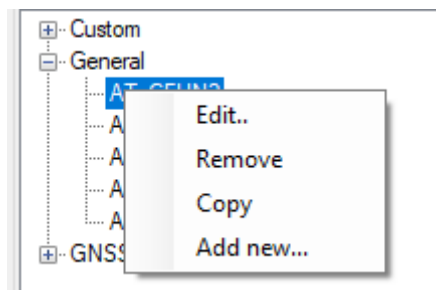 Custom
General
Edit..
A
Remove
A
Copy
A
Add new...
A
GNSS